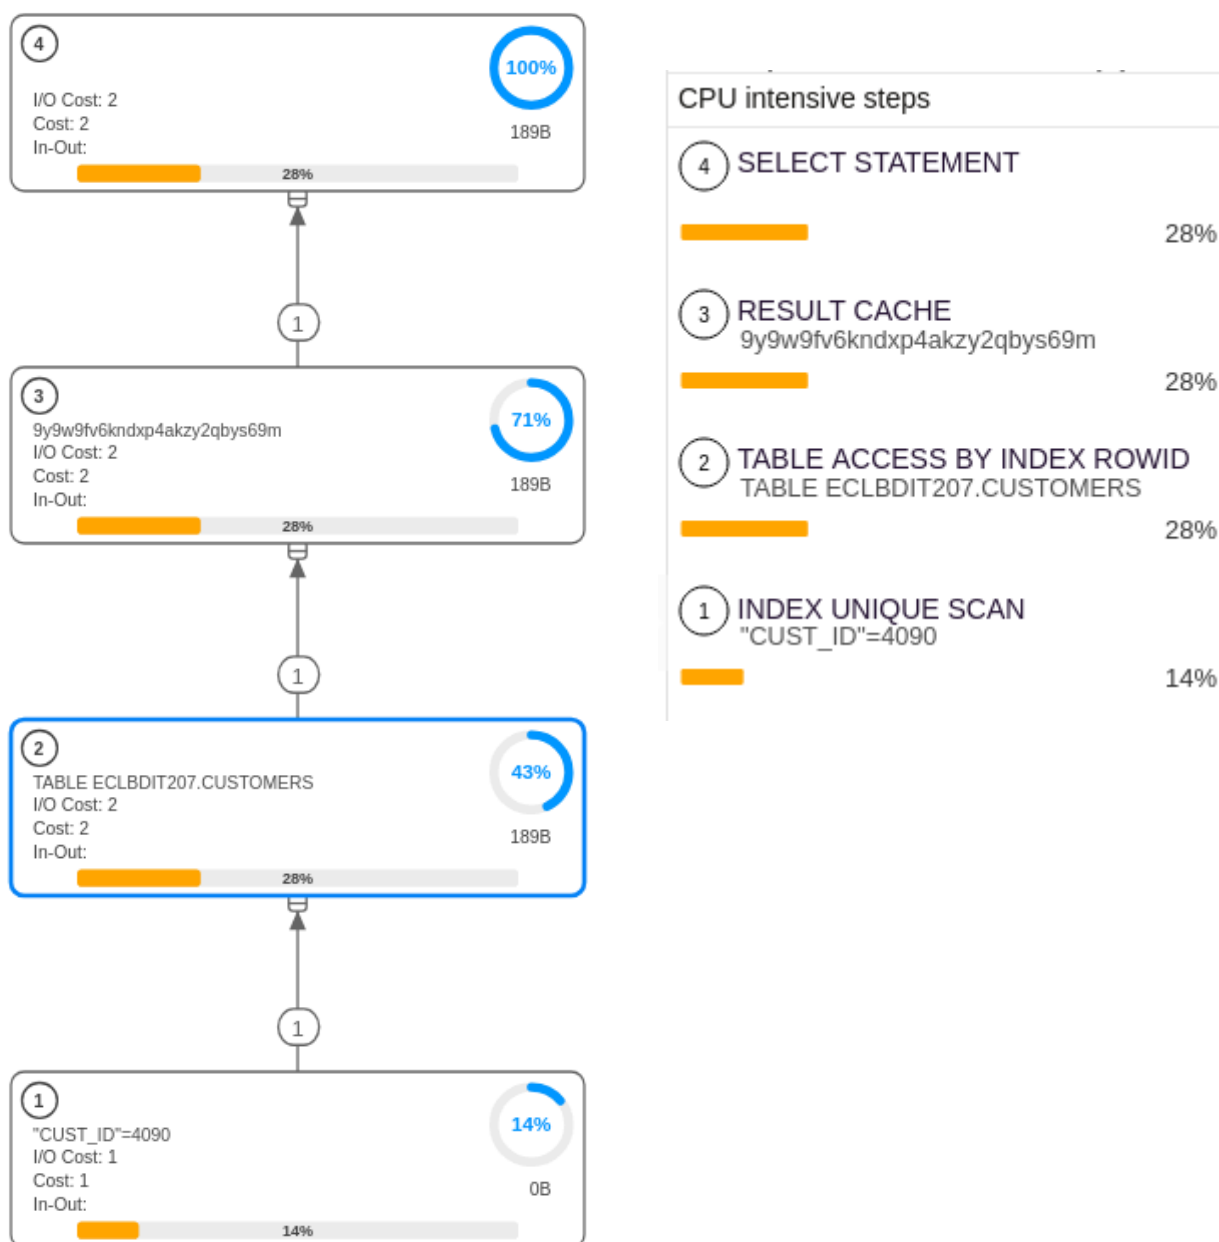 4
100%
I/O Cost: 2
Cost: 2
In-Out:
189B
28%
1
3
71%
9y9w9fv6kndxp4akzy2qbys69m
I/O Cost: 2
Cost: 2
In-Out:
189B
28%
1
2
43%
TABLE ECLBDIT207.CUSTOMERS
I/O Cost: 2
Cost: 2
In-Out:
189B
28%
1
1
14%
"CUST_ID"=4090
I/O Cost: 1
Cost: 1
In-Out:
0B
14%
CPU intensive steps
4 SELECT STATEMENT
28%
3 RESULT CACHE
9y9w9fv6kndxp4akzy2qbys69m
28%
2 TABLE ACCESS BY INDEX ROWID
TABLE ECLBDIT207.CUSTOMERS
28%
1 INDEX UNIQUE SCAN
"CUST_ID"=4090
14%